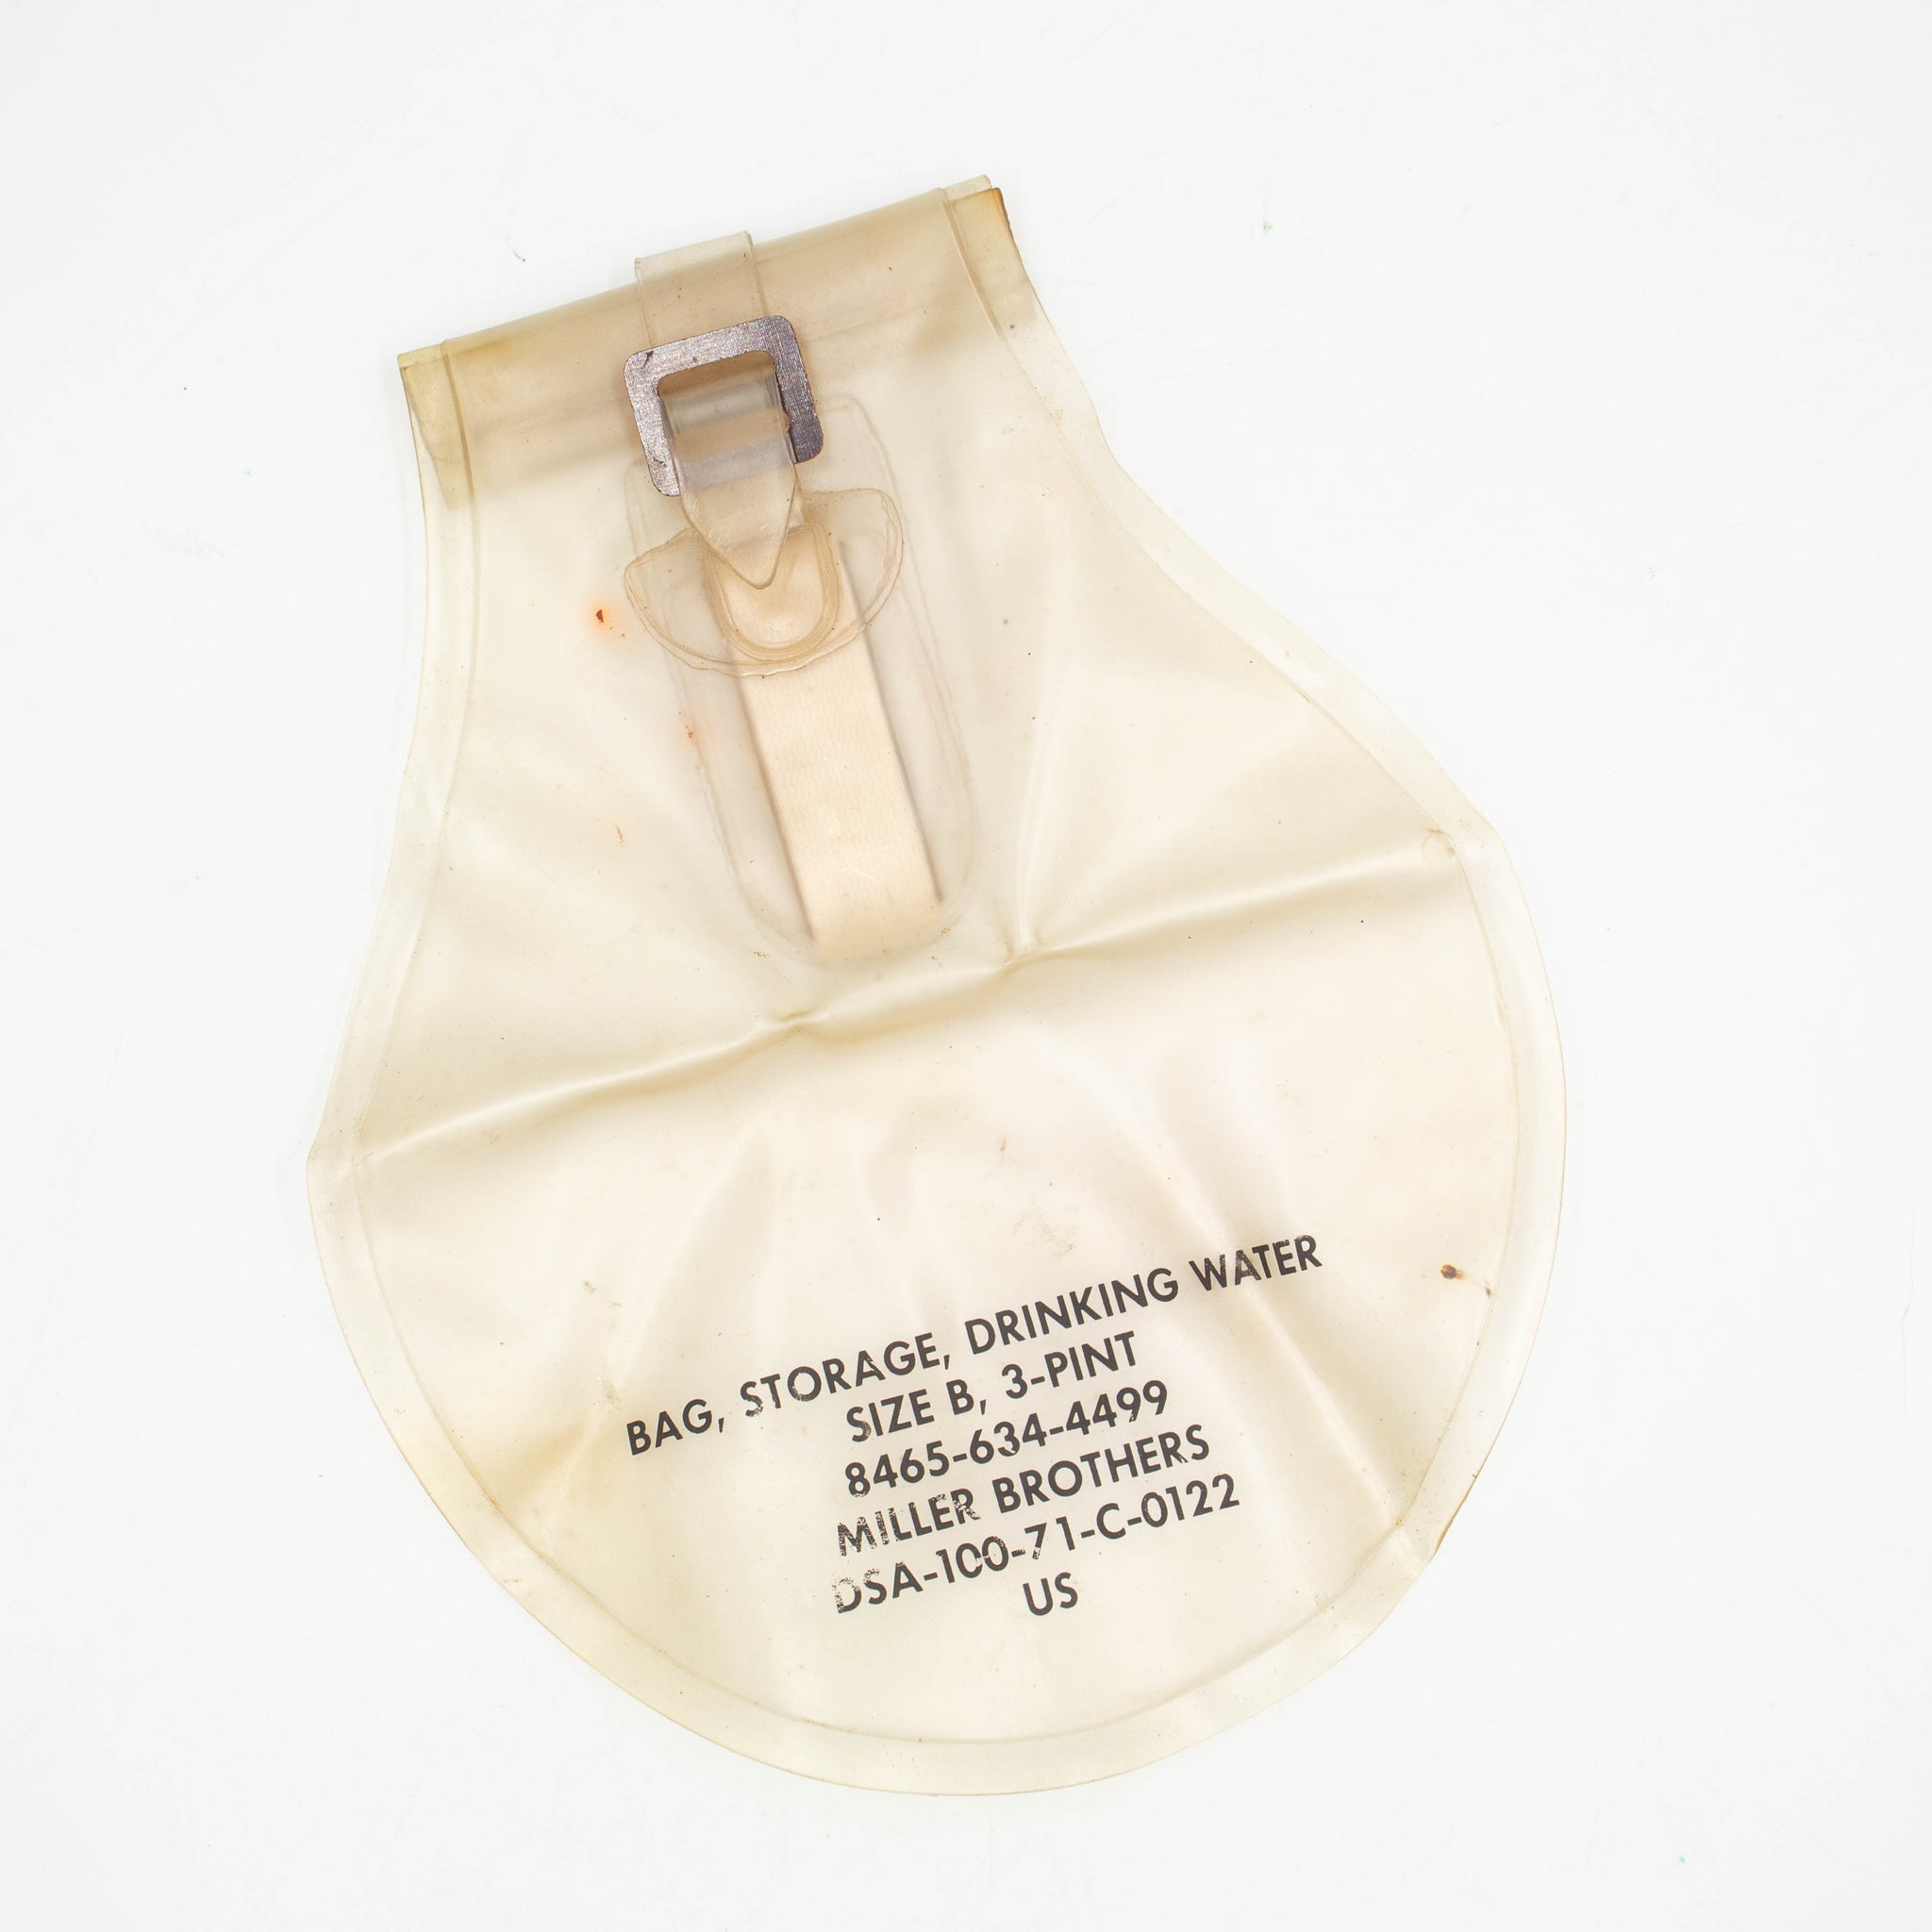 BAG, STORAGE, DRINKING WATER
SIZE B, 3-PINT
8465-634-4499
MILLER BROTHERS
DSA-100-71-C-0122
US